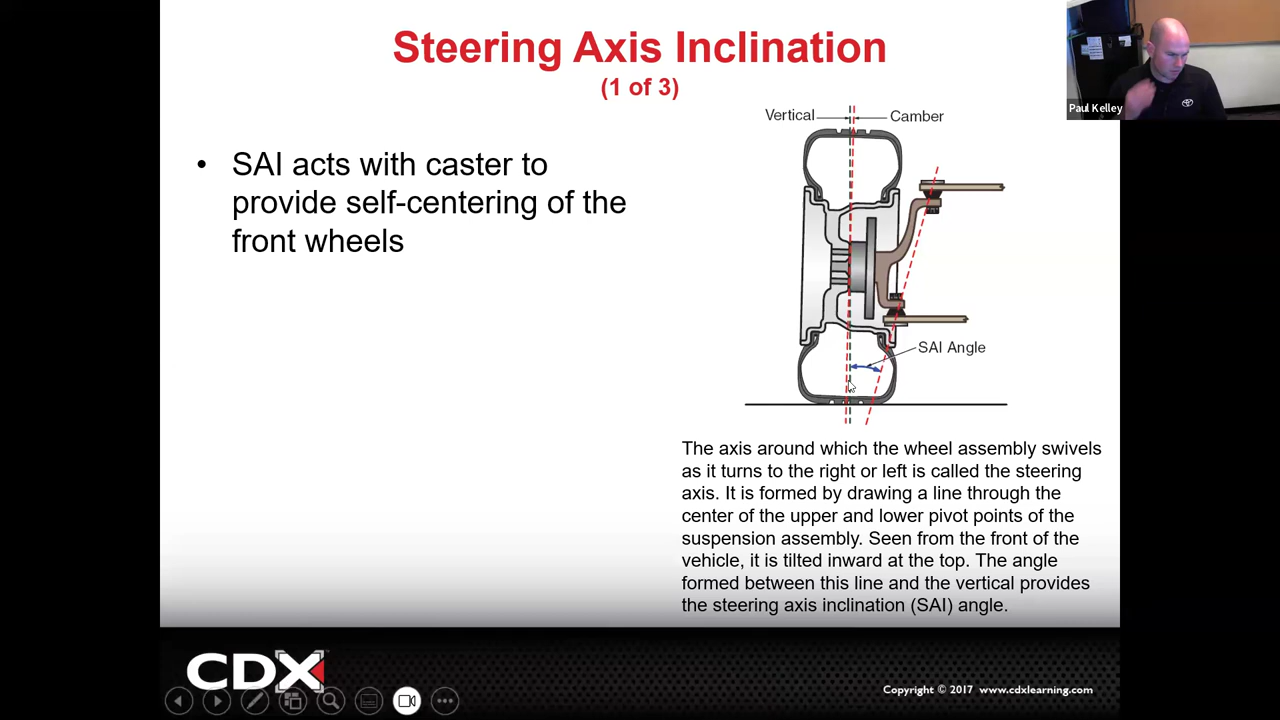 Steering Axis Inclination
(1 of 3)
• SAI acts with caster to
provide self-centering of the
front wheels
Vertical
Camber
SAI Angle
The axis around which the wheel assembly swivels
as it turns to the right or left is called the steering
axis. It is formed by drawing a line through the
center of the upper and lower pivot points of the
suspension assembly. Seen from the front of the
vehicle, it is tilted inward at the top. The angle
formed between this line and the vertical provides
the steering axis inclination (SAI) angle.
Paul Kelley
CDX
Copyright © 2017 www.cdxlearning.com